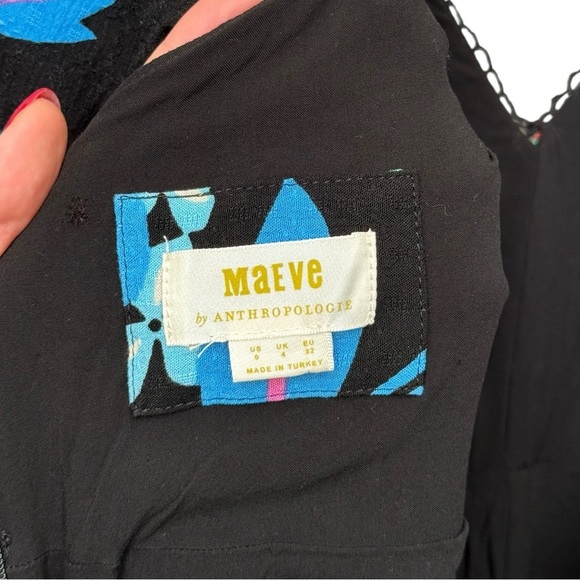 MaEVe
by ANTHROPOLOGIE
US UK EU
0 4 32
MADE IN TURKEY